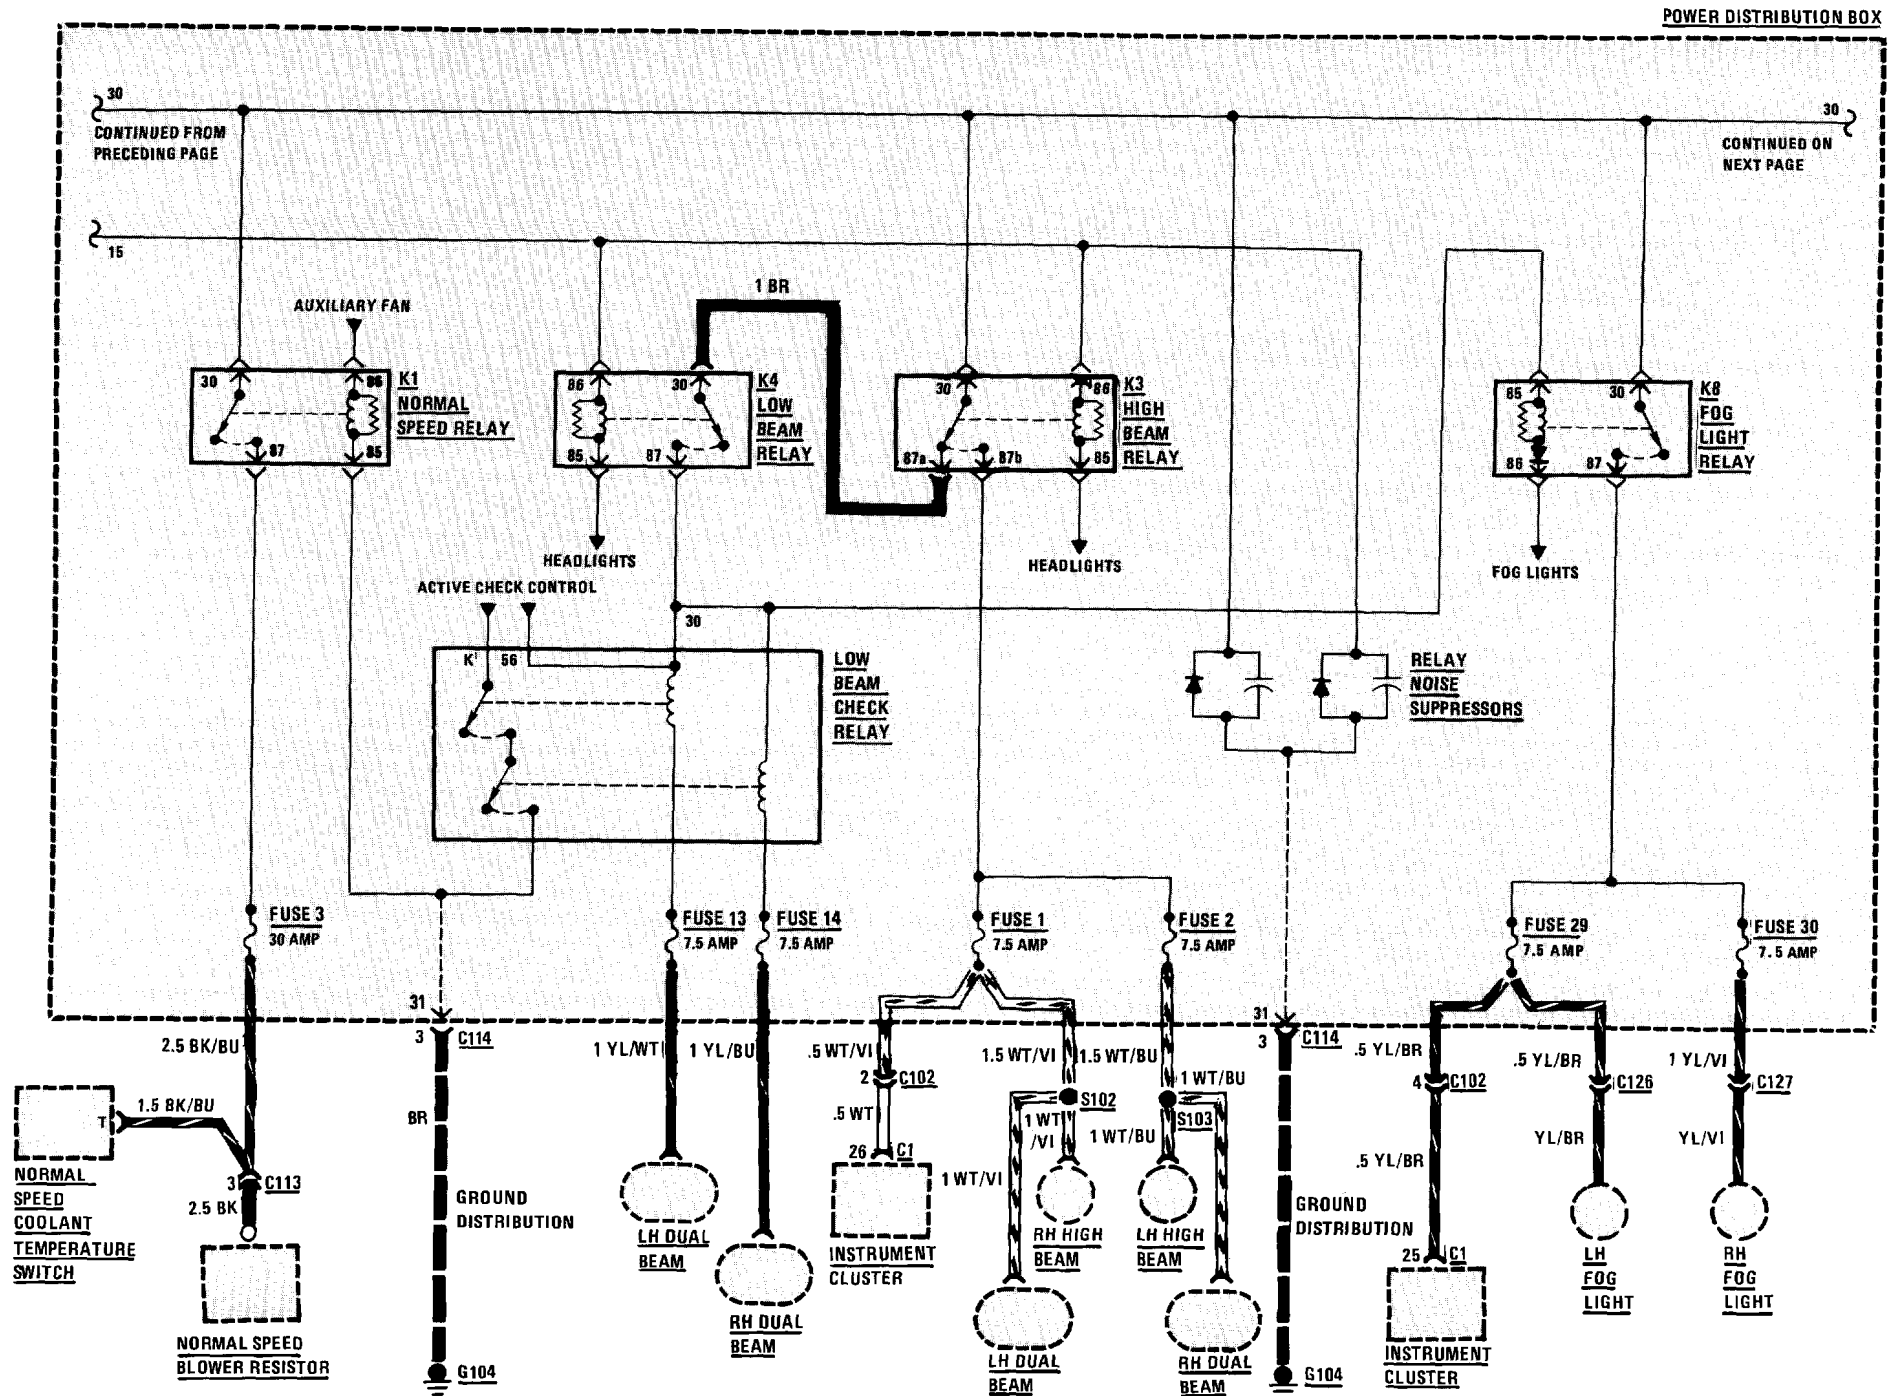 POWER DISTRIBUTION BOX
30
CONTINUED FROM
PRECEDING PAGE
30
CONTINUED ON
NEXT PAGE
15
1 BR
AUXILIARY FAN
30
86
87
85
K1
NORMAL
SPEED RELAY
86
30
85
87
K4
LOW
BEAM
RELAY
30
86
87a
87b
85
K3
HIGH
BEAM
RELAY
85
30
86
87
K8
FOG
LIGHT
RELAY
HEADLIGHTS
HEADLIGHTS
FOG LIGHTS
ACTIVE CHECK CONTROL
30
K
56
LOW
BEAM
CHECK
RELAY
RELAY
NOISE
SUPPRESSORS
FUSE 3
30 AMP
FUSE 13
7.5 AMP
FUSE 14
7.5 AMP
FUSE 1
7.5 AMP
FUSE 2
7.5 AMP
FUSE 29
7.5 AMP
FUSE 30
7.5 AMP
31
3
C114
31
3
C114
2.5 BK/BU
1 YL/WT
1 YL/BU
.5 WT/VI
1.5 WT/VI
1.5 WT/BU
.5 YL/BR
.5 YL/BR
1 YL/VI
2
C102
1 WT/BU
4
C102
C126
C127
1.5 BK/BU
T
BR
.5 WT
S102
1 WT
/VI
S103
1 WT/BU
YL/BR
YL/VI
26
C1
.5 YL/BR
NORMAL
SPEED
COOLANT
TEMPERATURE
SWITCH
3
C113
2.5 BK
1 WT/VI
GROUND
DISTRIBUTION
GROUND
DISTRIBUTION
LH DUAL
BEAM
INSTRUMENT
CLUSTER
RH HIGH
BEAM
LH HIGH
BEAM
25
C1
LH
FOG
LIGHT
RH
FOG
LIGHT
RH DUAL
BEAM
NORMAL SPEED
BLOWER RESISTOR
G104
LH DUAL
BEAM
RH DUAL
BEAM
G104
INSTRUMENT
CLUSTER